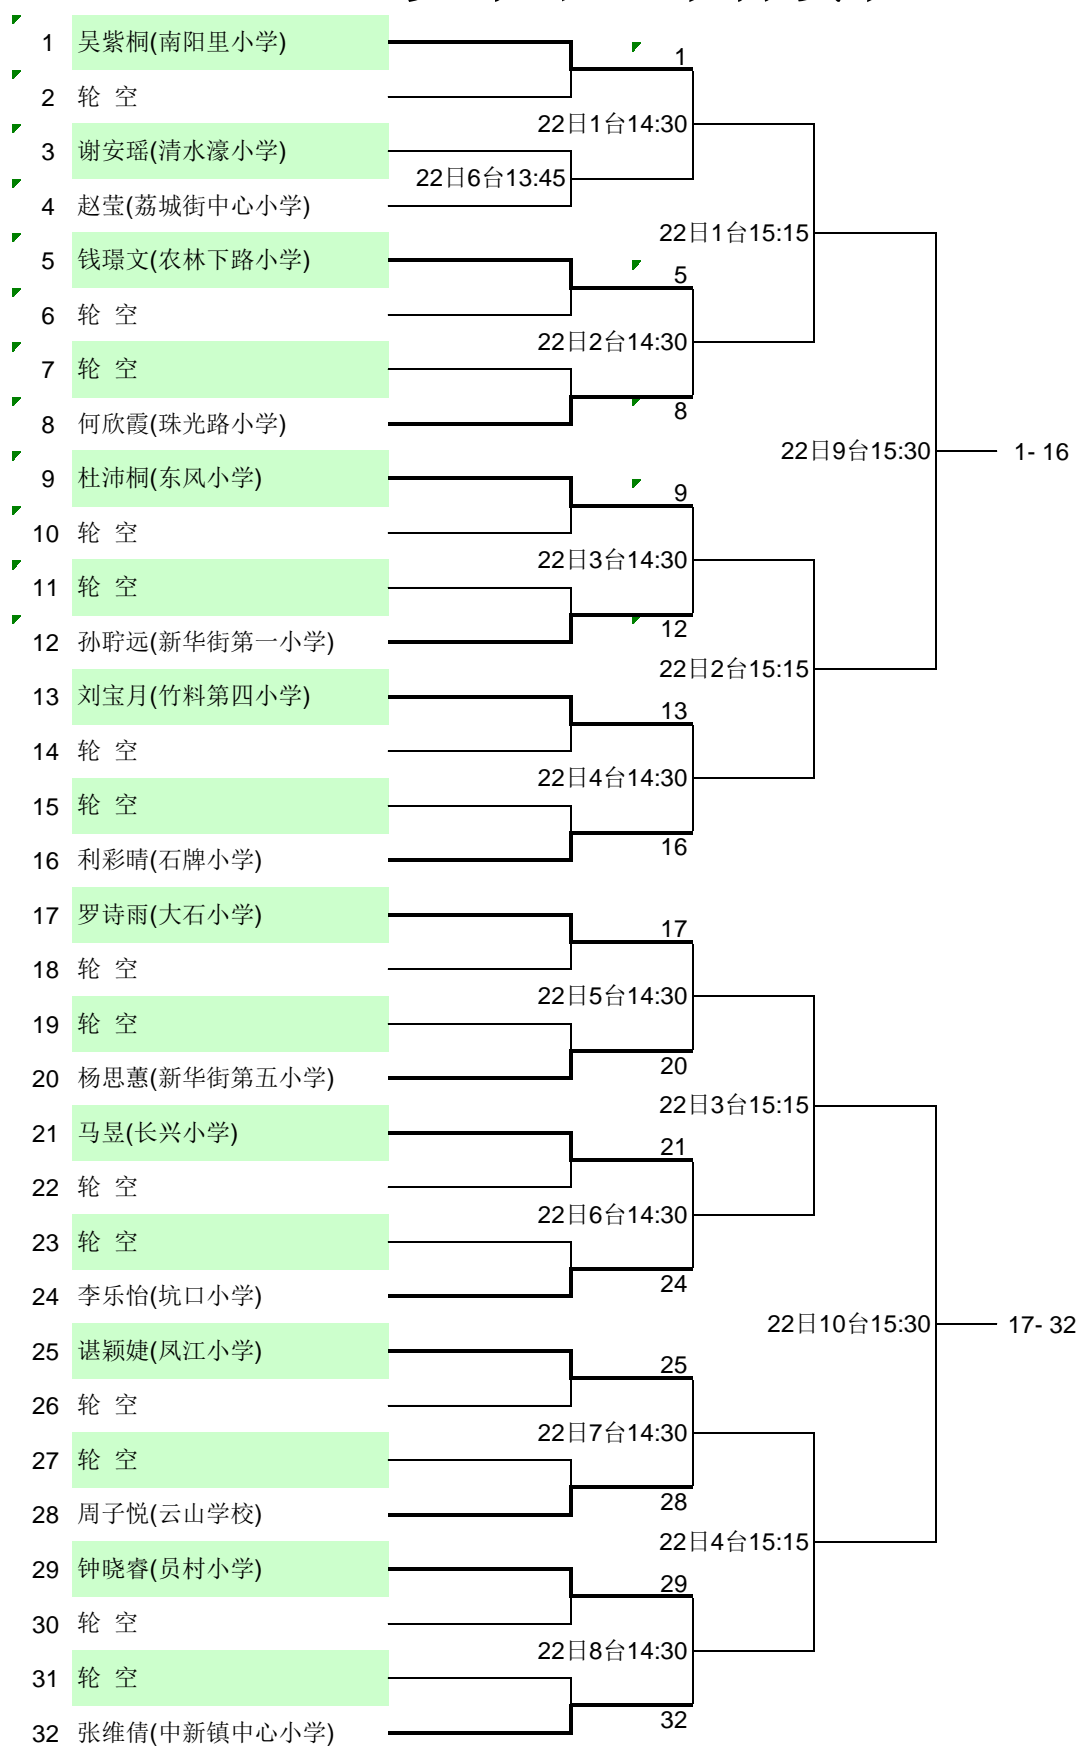 1 吴紫桐(南阳里小学)
1
2 轮 空
22日1台14:30
3 谢安瑶(清水濠小学)
22日6台13:45
4 赵莹(荔城街中心小学)
22日1台15:15
5 钱璟文(农林下路小学)
5
6 轮 空
22日2台14:30
7 轮 空
8
8 何欣霞(珠光路小学)
22日9台15:30 1- 16
9 杜沛桐(东风小学)
9
10 轮 空
22日3台14:30
11 轮 空
12
12 孙聍远(新华街第一小学)
22日2台15:15
13 刘宝月(竹料第四小学)
13
14 轮 空
22日4台14:30
15 轮 空
16
16 利彩晴(石牌小学)
17 罗诗雨(大石小学)
17
18 轮 空
22日5台14:30
19 轮 空
20
20 杨思蕙(新华街第五小学)
22日3台15:15
21 马昱(长兴小学)
21
22 轮 空
22日6台14:30
23 轮 空
24
24 李乐怡(坑口小学)
22日10台15:30 17- 32
25 谌颖婕(凤江小学)
25
26 轮 空
22日7台14:30
27 轮 空
28
28 周子悦(云山学校)
22日4台15:15
29 钟晓睿(员村小学)
29
30 轮 空
22日8台14:30
31 轮 空
32
32 张维倩(中新镇中心小学)